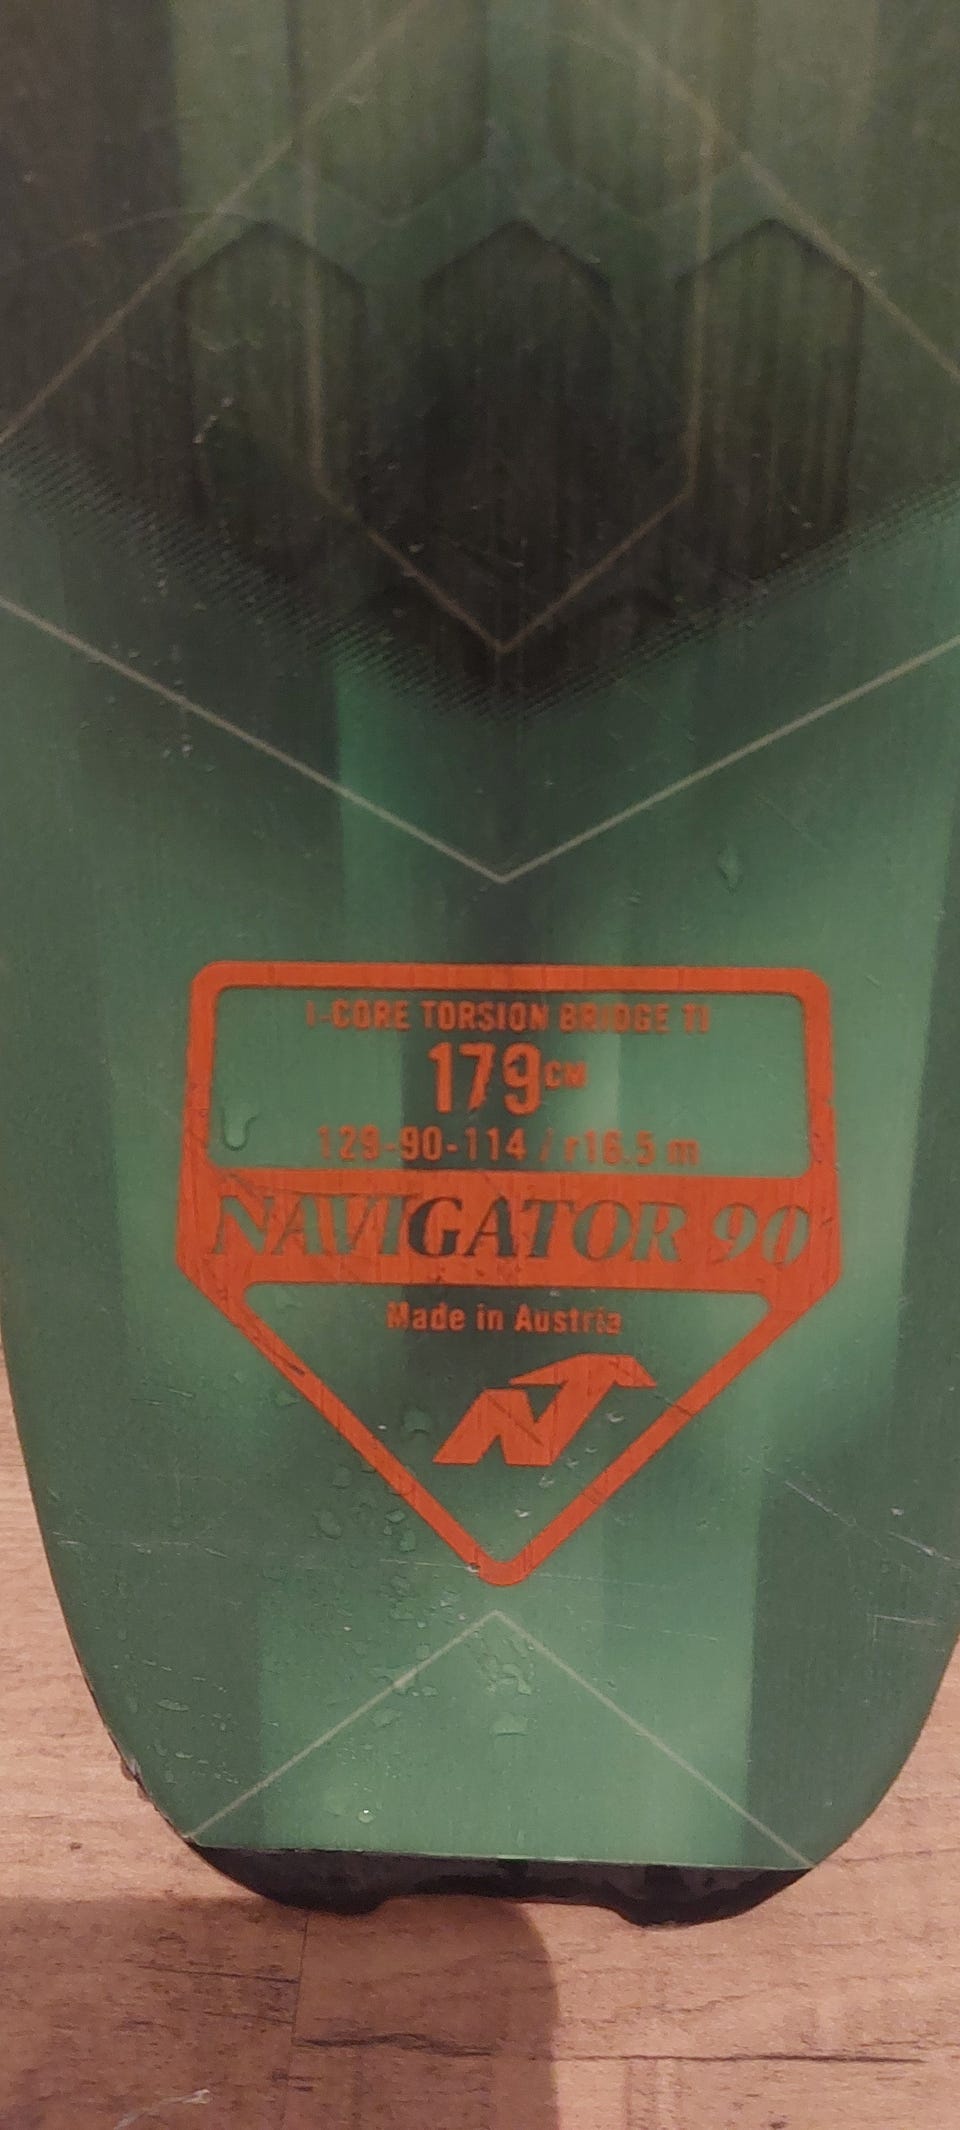 I-CORE TORSION BRIDGE TI
179CM
129-90-114 / r16.5 m
NAVIGATOR 90
Made in Austria